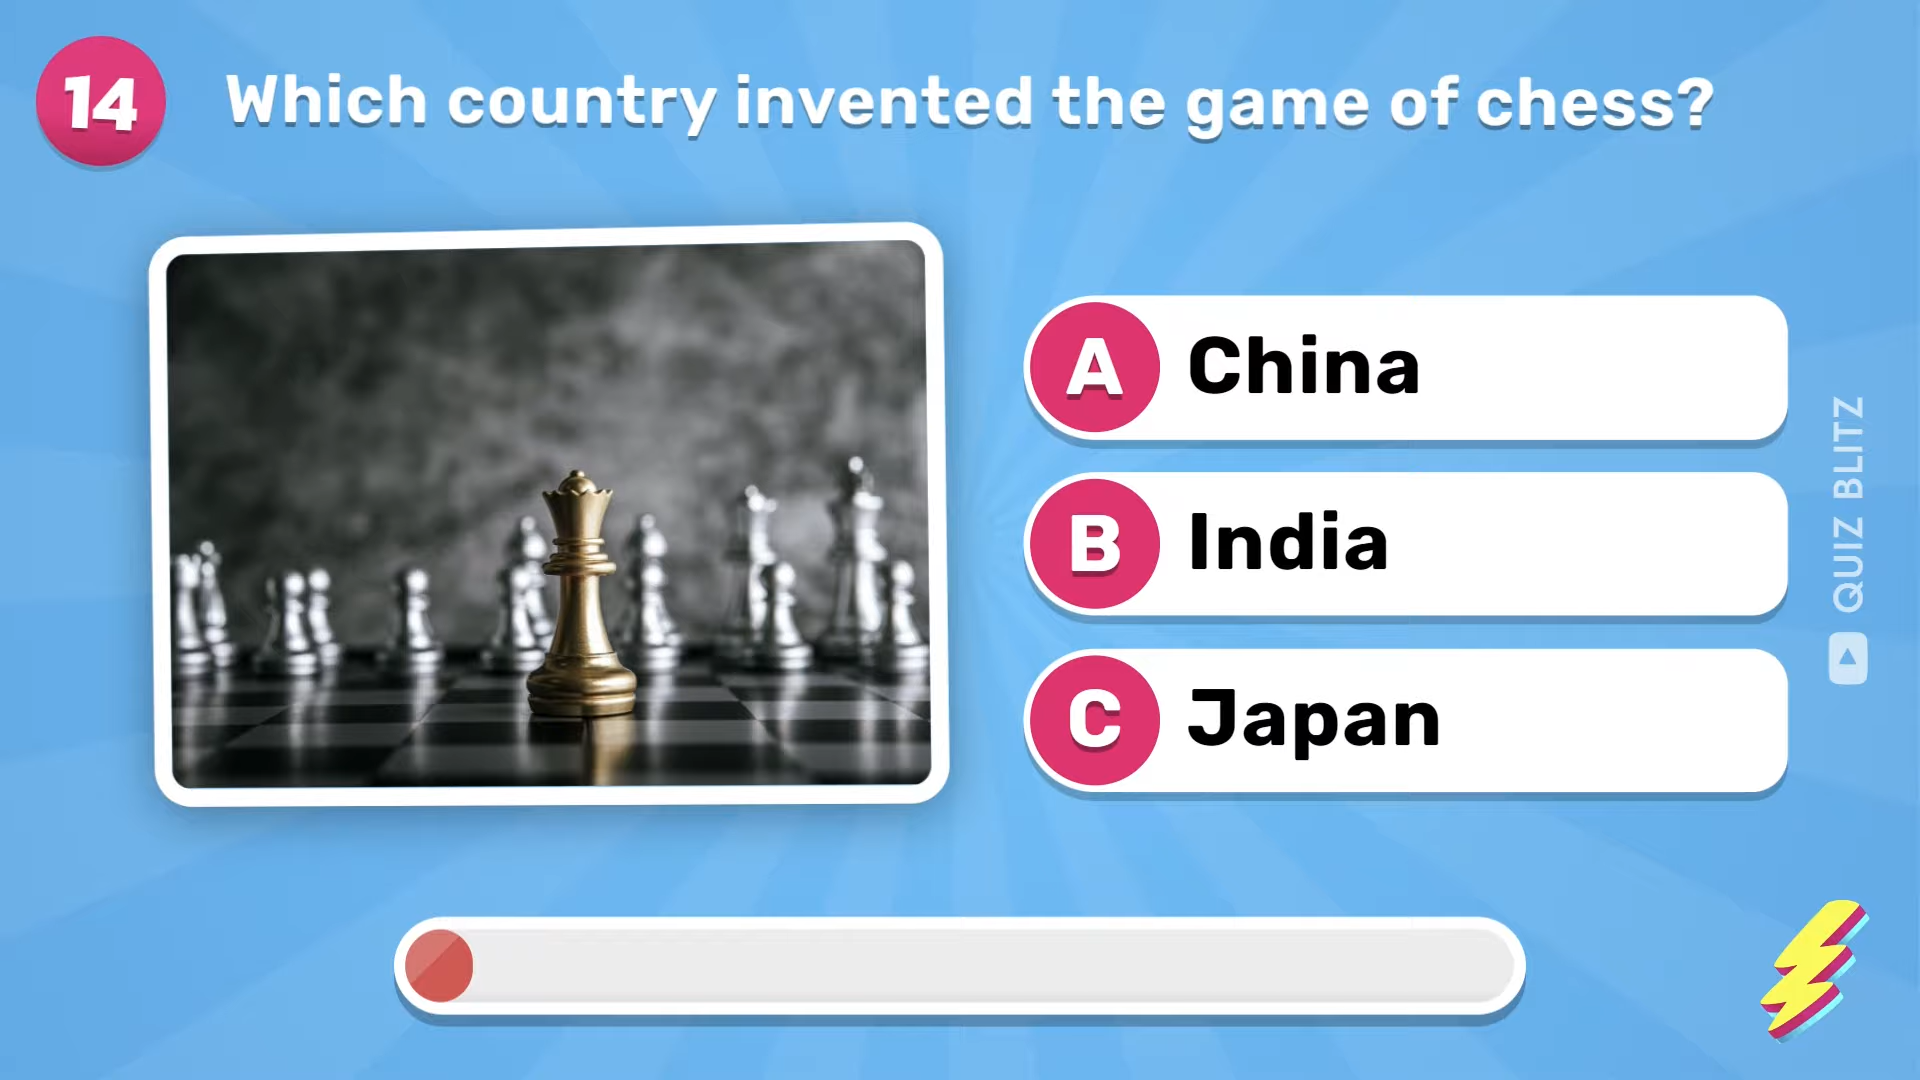 14
Which country invented the game of chess?
A China
B India
C Japan
QUIZ BLITZ